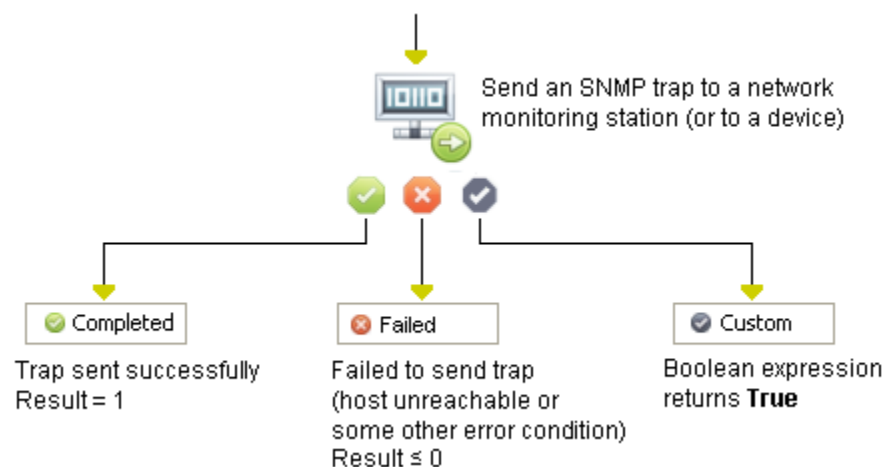 10110
Send an SNMP trap to a network
monitoring station (or to a device)
Completed
Trap sent successfully
Result = 1
Failed
Failed to send trap
(host unreachable or
some other error condition)
Result ≤ 0
Custom
Boolean expression
returns True